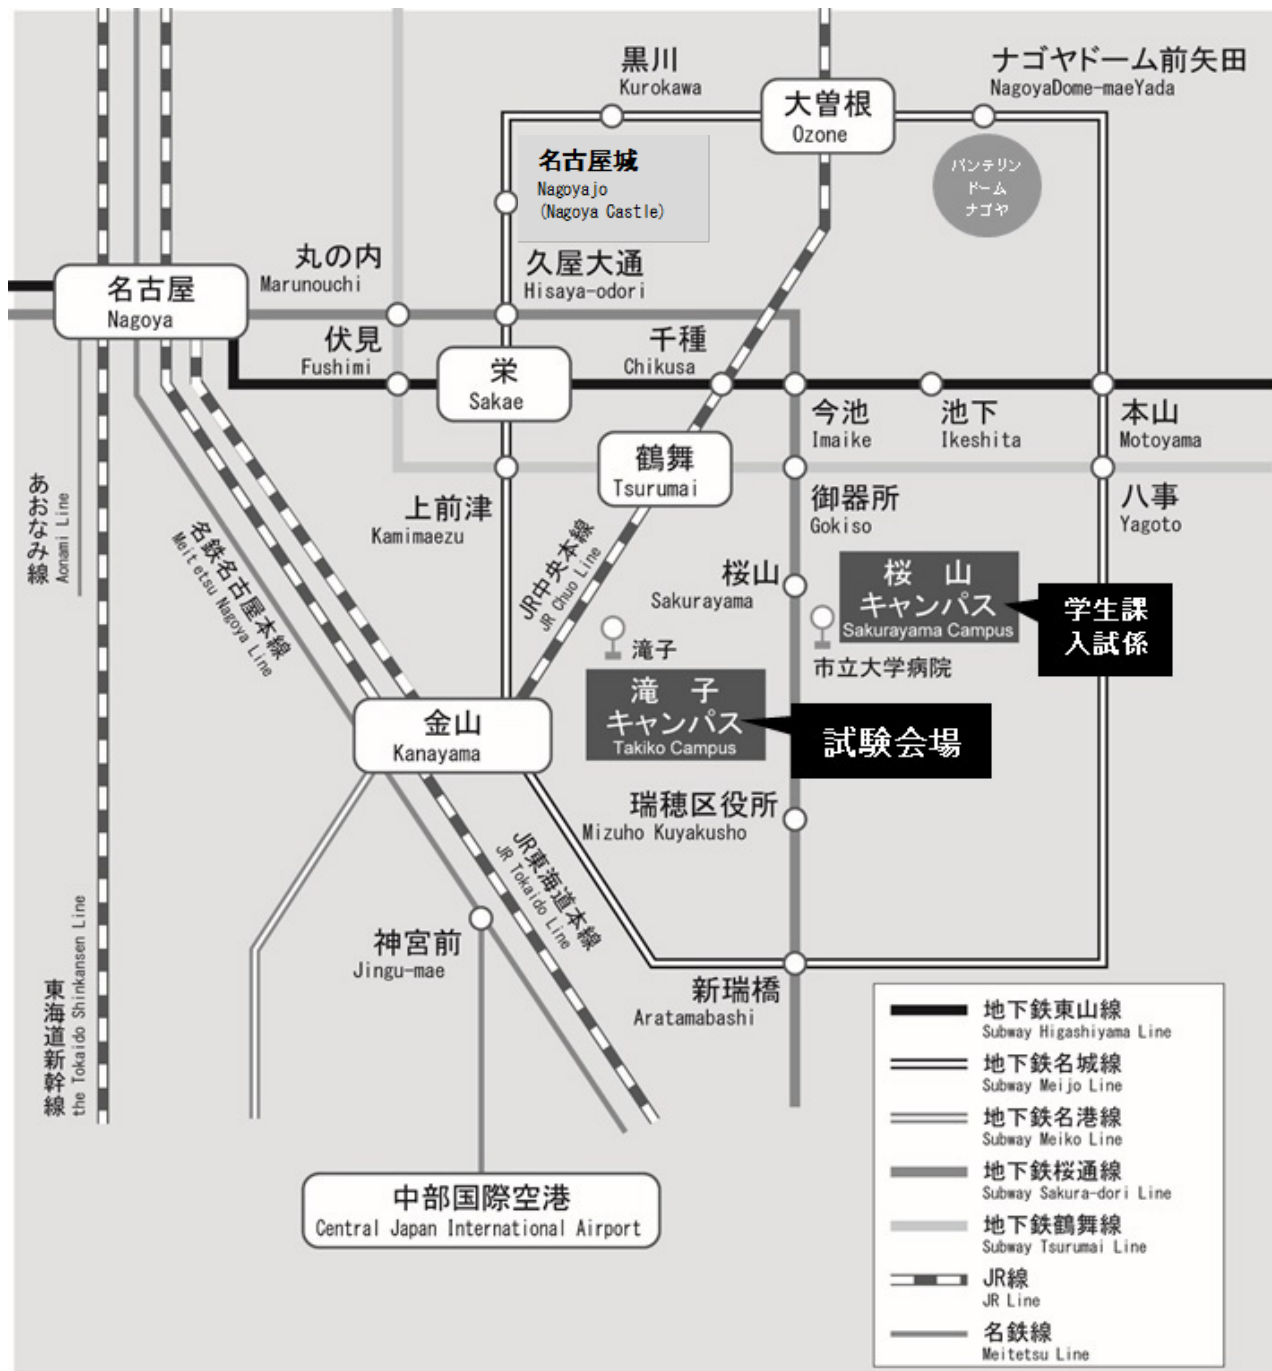 黒川
Kurokawa
大曽根
Ozone
ナゴヤドーム前矢田
NagoyaDome-maeYada
名古屋城
Nagoyajo
(Nagoya Castle)
バンテリン
ドーム
ナゴヤ
丸の内
Marunouchi
久屋大通
Hisaya-odori
名古屋
Nagoya
伏見
Fushimi
栄
Sakae
千種
Chikusa
今池
Imaike
池下
Ikeshita
本山
Motoyama
鶴舞
Tsurumai
上前津
Kamimaezu
御器所
Gokiso
八事
Yagoto
あおなみ線
Aonami Line
名鉄名古屋本線
Meitetsu Nagoya Line
JR中央本線
JR Chuo Line
桜山
Sakurayama
桜 山
キャンパス
Sakurayama Campus
学生課
入試係
滝子
市立大学病院
滝 子
キャンパス
Takiko Campus
試験会場
金山
Kanayama
瑞穂区役所
Mizuho Kuyakusho
JR東海道本線
JR Tokaido Line
神宮前
Jingu-mae
新瑞橋
Aratamabashi
東海道新幹線
the Tokaido Shinkansen Line
中部国際空港
Central Japan International Airport
地下鉄東山線
Subway Higashiyama Line
地下鉄名城線
Subway Meijo Line
地下鉄名港線
Subway Meiko Line
地下鉄桜通線
Subway Sakura-dori Line
地下鉄鶴舞線
Subway Tsurumai Line
JR線
JR Line
名鉄線
Meitetsu Line